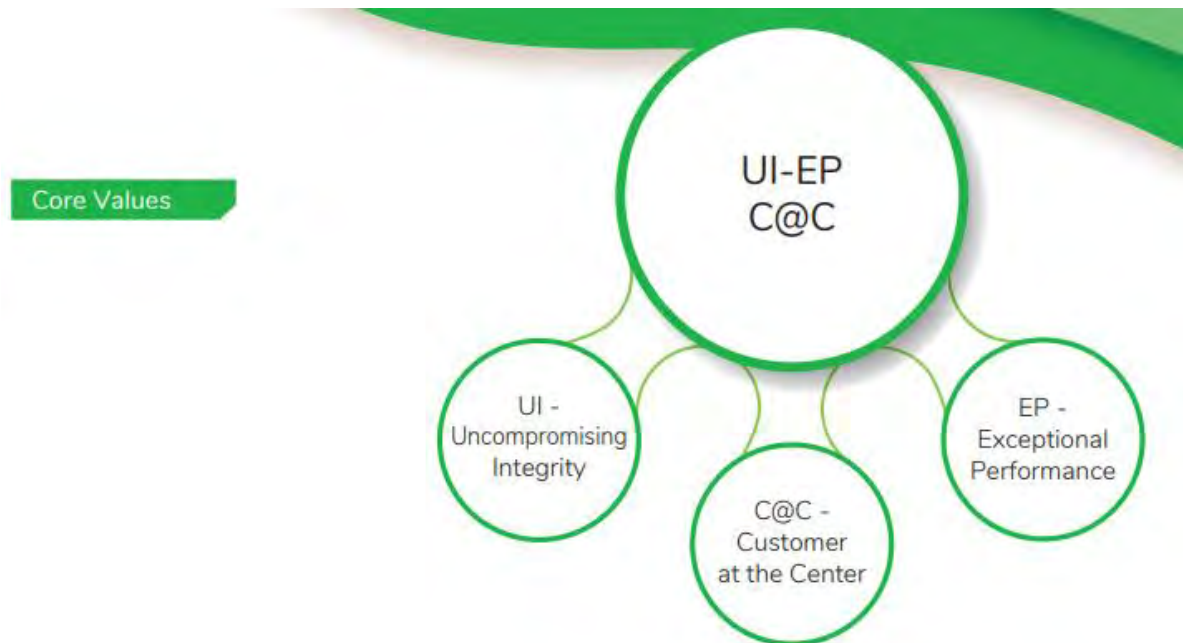 Core Values
UI-EP
C@C
UI -
Uncompromising
Integrity
C@C -
Customer
at the Center
EP -
Exceptional
Performance